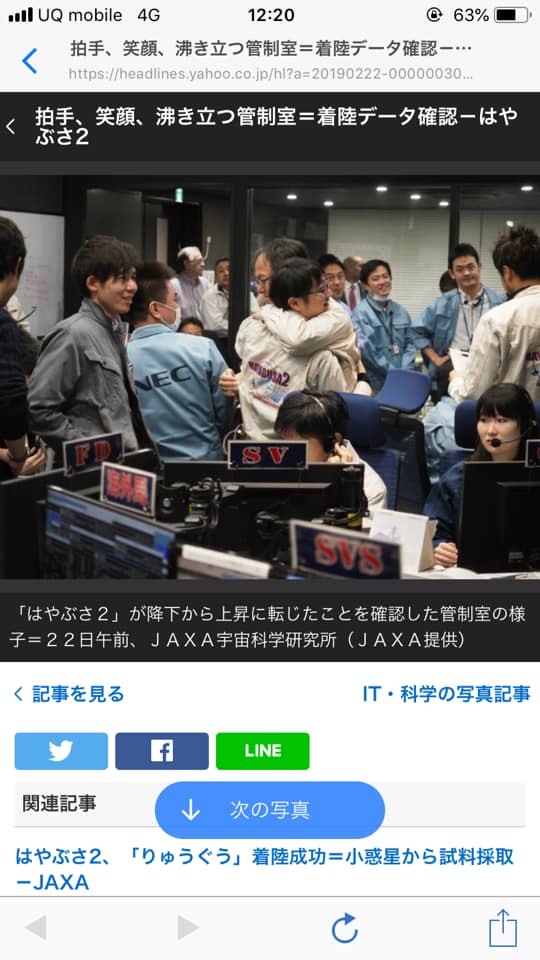 UQ mobile 4G 12:20 63%
拍手、笑顔、沸き立つ管制室＝着陸データ確認－…
https://headlines.yahoo.co.jp/hl?a=20190222-00000030...
拍手、笑顔、沸き立つ管制室＝着陸データ確認－はや
ぶさ2
NEC
HAYABUSA2
FD
SV
SVS
「はやぶさ２」が降下から上昇に転じたことを確認した管制室の様
子＝２２日午前、ＪＡＸＡ宇宙科学研究所（ＪＡＸＡ提供）
記事を見る
IT・科学の写真記事
LINE
関連記事
次の写真
はやぶさ2、「りゅうぐう」着陸成功＝小惑星から試料採取
－JAXA